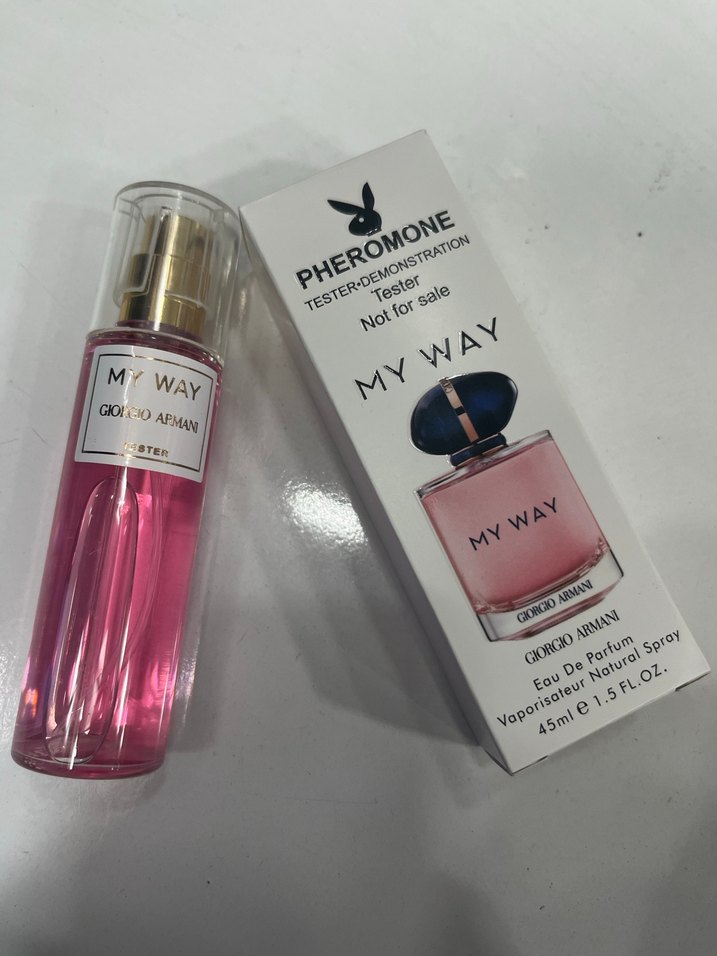 MY WAY
GIORGIO ARMANI
TESTER
PHEROMONE
TESTER•DEMONSTRATION
Tester
Not for sale
MY WAY
MY WAY
GIORGIO ARMANI
GIORGIO ARMANI
Eau De Parfum
Vaporisateur Natural Spray
45ml e 1.5 FL.OZ.